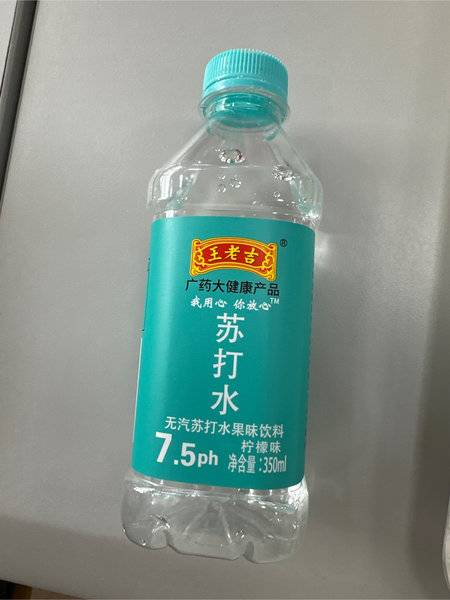 王老吉®
广药大健康产品
我用心 你放心™
苏打水
无汽苏打水果味饮料
柠檬味
7.5ph 净含量:350ml